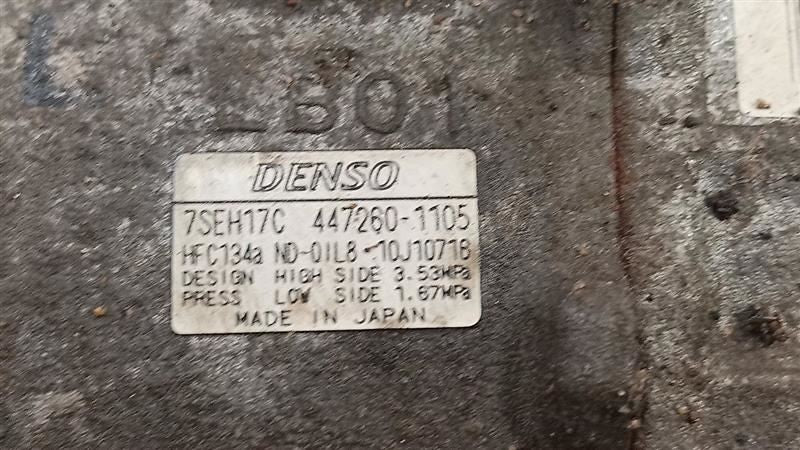 LB01
DENSO
7SEH17C 447260-1105
HFC134a ND-OIL8 10J10716
DESIGN HIGH SIDE 3.53MPa
PRESS LOW SIDE 1.67MPa
MADE IN JAPAN